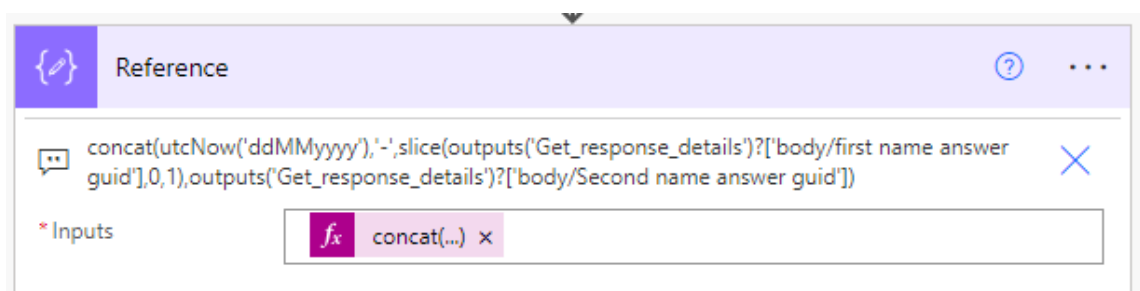 Reference
concat(utcNow('ddMMyyyy'),'-',slice(outputs('Get_response_details')?['body/first name answer
guid'],0,1),outputs('Get_response_details')?['body/Second name answer guid'])
* Inputs
fx concat(...) ×